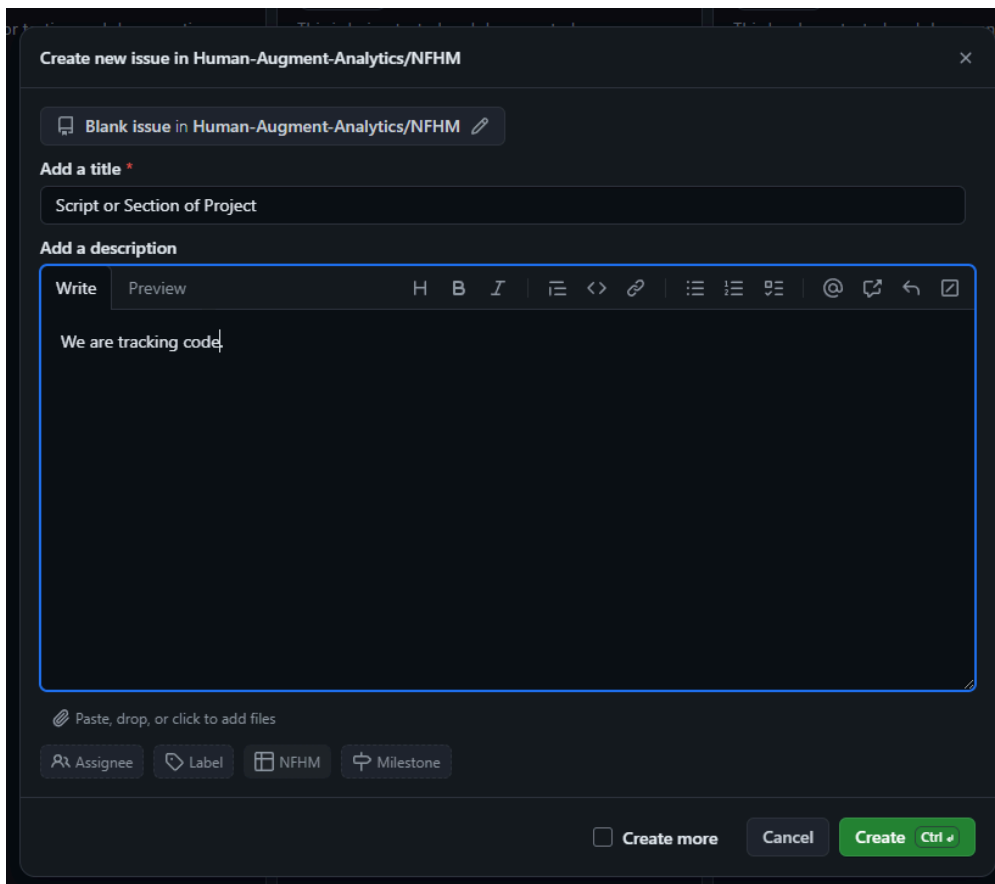 Create new issue in Human-Augment-Analytics/NFHM
Blank issue in Human-Augment-Analytics/NFHM
Add a title *
Script or Section of Project
Add a description
Write Preview
We are tracking code.
Paste, drop, or click to add files
Assignee Label NFHM Milestone
Create more Cancel Create Ctrl ↵